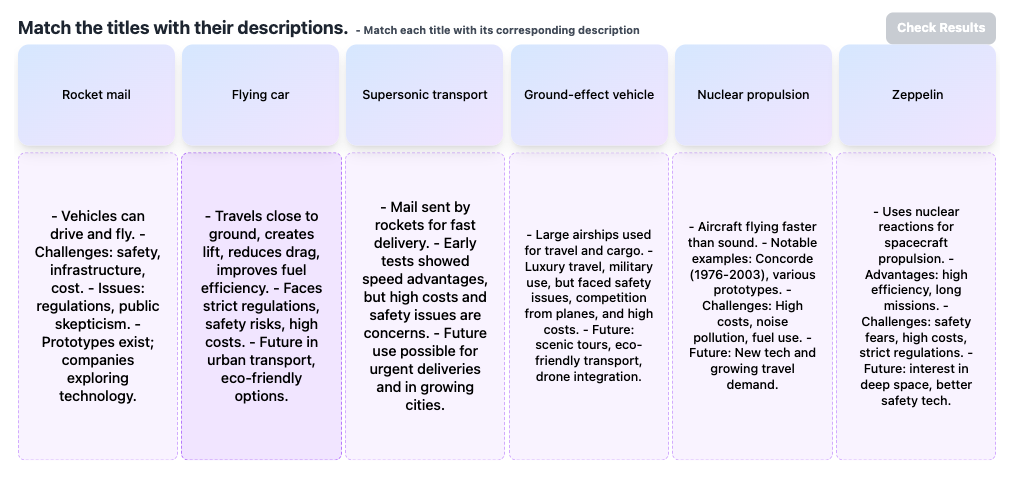 Match the titles with their descriptions. - Match each title with its corresponding description
Check Results
Rocket mail
Flying car
Supersonic transport
Ground-effect vehicle
Nuclear propulsion
Zeppelin
- Vehicles can
drive and fly. -
Challenges: safety,
infrastructure,
cost. - Issues:
regulations, public
skepticism. -
Prototypes exist;
companies
exploring
technology.
- Travels close to
ground, creates
lift, reduces drag,
improves fuel
efficiency. - Faces
strict regulations,
safety risks, high
costs. - Future in
urban transport,
eco-friendly
options.
- Mail sent by
rockets for fast
delivery. - Early
tests showed
speed advantages,
but high costs and
safety issues are
concerns. - Future
use possible for
urgent deliveries
and in growing
cities.
- Large airships used
for travel and cargo. -
Luxury travel, military
use, but faced safety
issues, competition
from planes, and high
costs. - Future:
scenic tours, eco-
friendly transport,
drone integration.
- Aircraft flying faster
than sound. - Notable
examples: Concorde
(1976-2003), various
prototypes. -
Challenges: High
costs, noise
pollution, fuel use. -
Future: New tech and
growing travel
demand.
- Uses nuclear
reactions for
spacecraft
propulsion. -
Advantages: high
efficiency, long
missions. -
Challenges: safety
fears, high costs,
strict regulations. -
Future: interest in
deep space, better
safety tech.